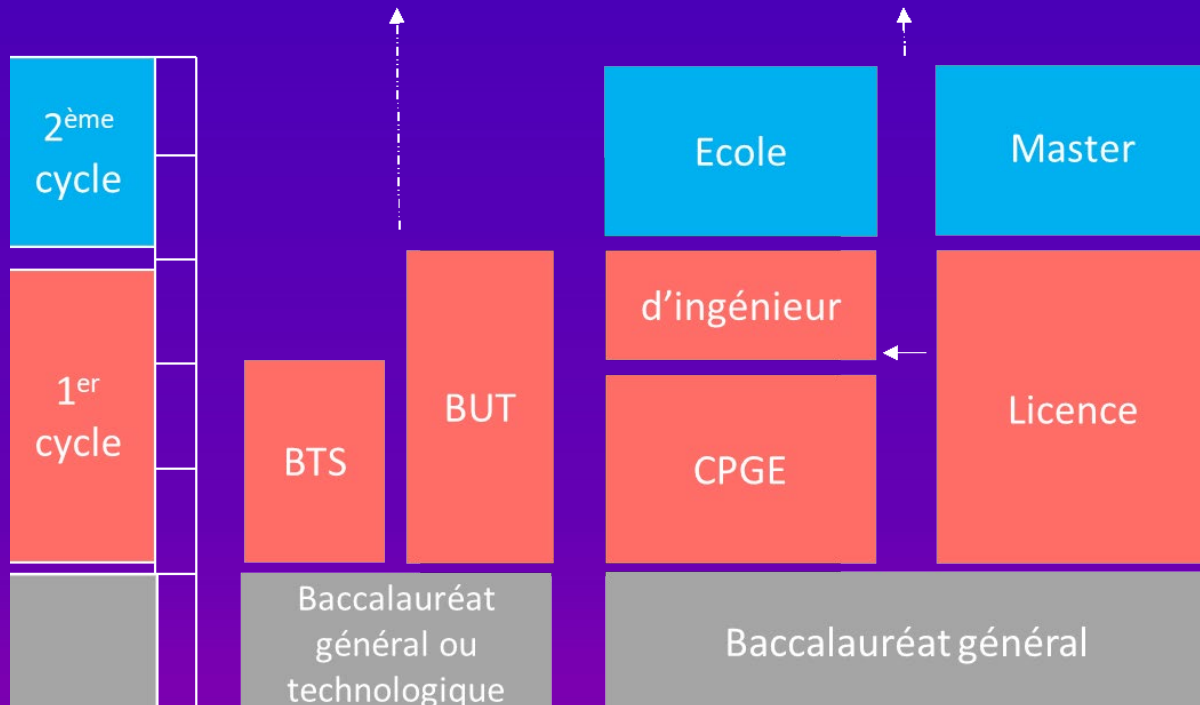 2ème
cycle
Ecole
Master
1er
cycle
BTS
BUT
d'ingénieur
CPGE
Licence
Baccalauréat
général ou
technologique
Baccalauréat général